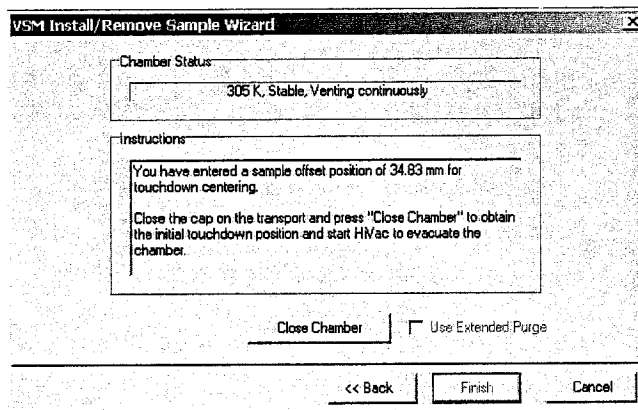 VSM Install/Remove Sample Wizard
Chamber Status
305 K, Stable, Venting continuously
Instructions
You have entered a sample offset position of 34.83 mm for
touchdown centering.
Close the cap on the transport and press "Close Chamber" to obtain
the initial touchdown position and start HiVac to evacuate the
chamber.
Close Chamber
Use Extended Purge
<< Back
Finish
Cancel